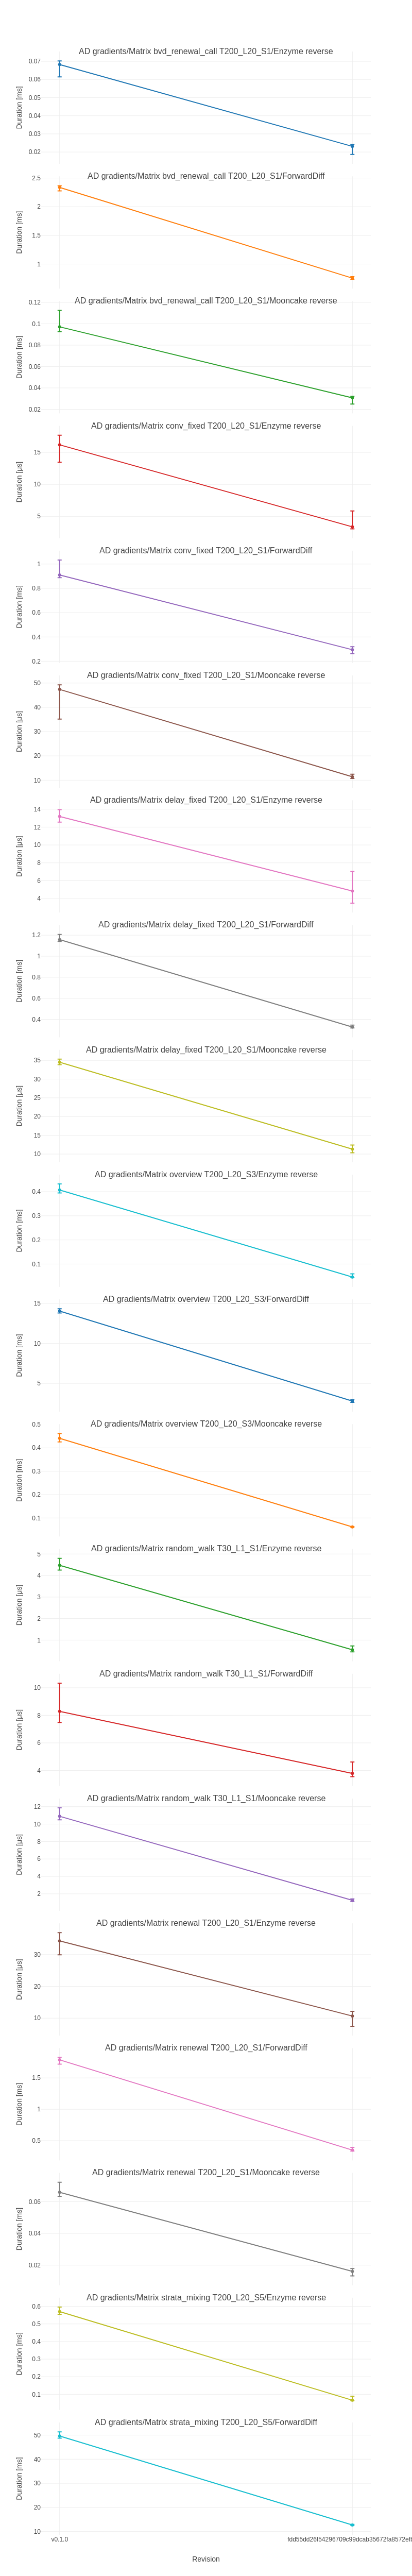 AD gradients/Matrix bvd_renewal_call T200_L20_S1/Enzyme reverse
Duration [ms]
0.07
0.06
0.05
0.04
0.03
0.02
AD gradients/Matrix bvd_renewal_call T200_L20_S1/ForwardDiff
Duration [ms]
2.5
2
1.5
1
AD gradients/Matrix bvd_renewal_call T200_L20_S1/Mooncake reverse
Duration [ms]
0.12
0.1
0.08
0.06
0.04
0.02
AD gradients/Matrix conv_fixed T200_L20_S1/Enzyme reverse
Duration [µs]
15
10
5
AD gradients/Matrix conv_fixed T200_L20_S1/ForwardDiff
Duration [ms]
1
0.8
0.6
0.4
0.2
AD gradients/Matrix conv_fixed T200_L20_S1/Mooncake reverse
Duration [µs]
50
40
30
20
10
AD gradients/Matrix delay_fixed T200_L20_S1/Enzyme reverse
Duration [µs]
14
12
10
8
6
4
AD gradients/Matrix delay_fixed T200_L20_S1/ForwardDiff
Duration [ms]
1.2
1
0.8
0.6
0.4
AD gradients/Matrix delay_fixed T200_L20_S1/Mooncake reverse
Duration [µs]
35
30
25
20
15
10
AD gradients/Matrix overview T200_L20_S3/Enzyme reverse
Duration [ms]
0.4
0.3
0.2
0.1
AD gradients/Matrix overview T200_L20_S3/ForwardDiff
Duration [ms]
15
10
5
AD gradients/Matrix overview T200_L20_S3/Mooncake reverse
Duration [ms]
0.5
0.4
0.3
0.2
0.1
AD gradients/Matrix random_walk T30_L1_S1/Enzyme reverse
Duration [µs]
5
4
3
2
1
AD gradients/Matrix random_walk T30_L1_S1/ForwardDiff
Duration [µs]
10
8
6
4
AD gradients/Matrix random_walk T30_L1_S1/Mooncake reverse
Duration [µs]
12
10
8
6
4
2
AD gradients/Matrix renewal T200_L20_S1/Enzyme reverse
Duration [µs]
30
20
10
AD gradients/Matrix renewal T200_L20_S1/ForwardDiff
Duration [ms]
1.5
1
0.5
AD gradients/Matrix renewal T200_L20_S1/Mooncake reverse
Duration [ms]
0.06
0.04
0.02
AD gradients/Matrix strata_mixing T200_L20_S5/Enzyme reverse
Duration [ms]
0.6
0.5
0.4
0.3
0.2
0.1
AD gradients/Matrix strata_mixing T200_L20_S5/ForwardDiff
Duration [ms]
50
40
30
20
10
v0.1.0
Revision